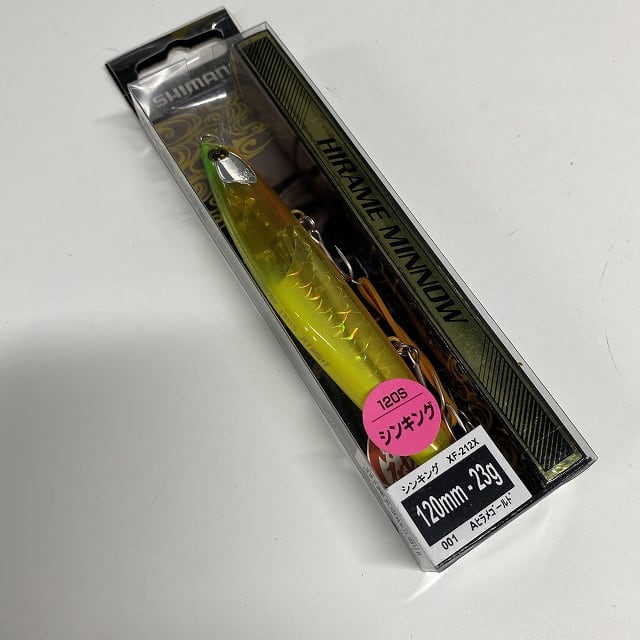 SHIMANO
HIRAME MINNOW
120S
シンキング
シンキング XF-212X
120mm・23g
001 Aヒラメゴールド